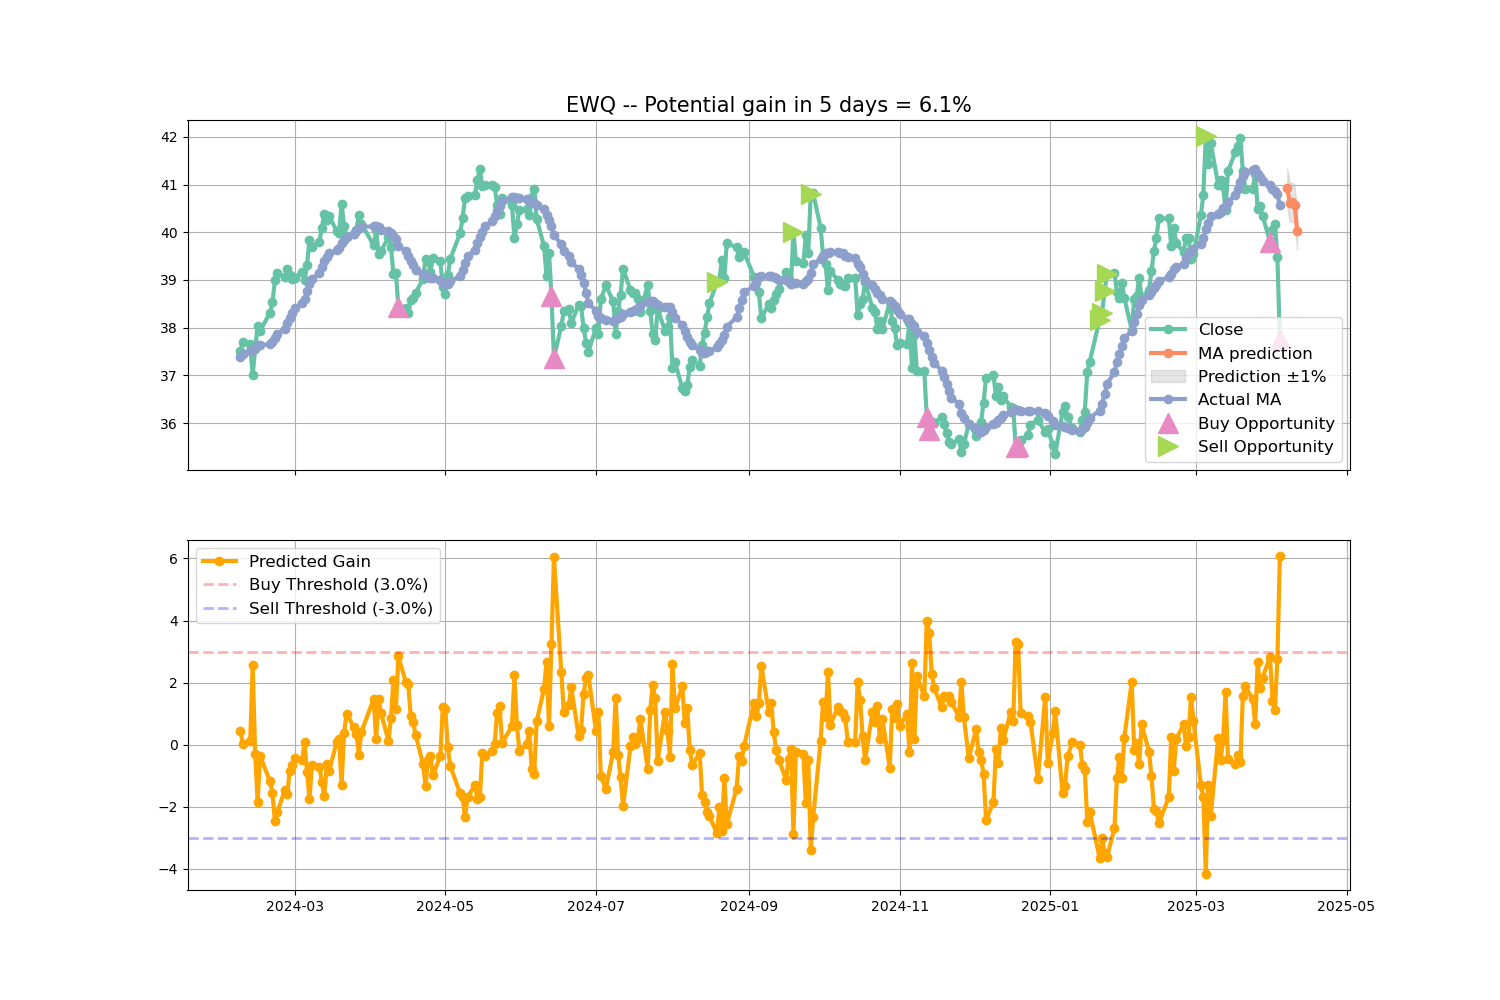 EWQ -- Potential gain in 5 days = 6.1%
42
41
40
39
38
37
36
Close
MA prediction
Prediction ±1%
Actual MA
Buy Opportunity
Sell Opportunity
6
4
2
0
−2
−4
Predicted Gain
Buy Threshold (3.0%)
Sell Threshold (-3.0%)
2024-03 2024-05 2024-07 2024-09 2024-11 2025-01 2025-03 2025-05